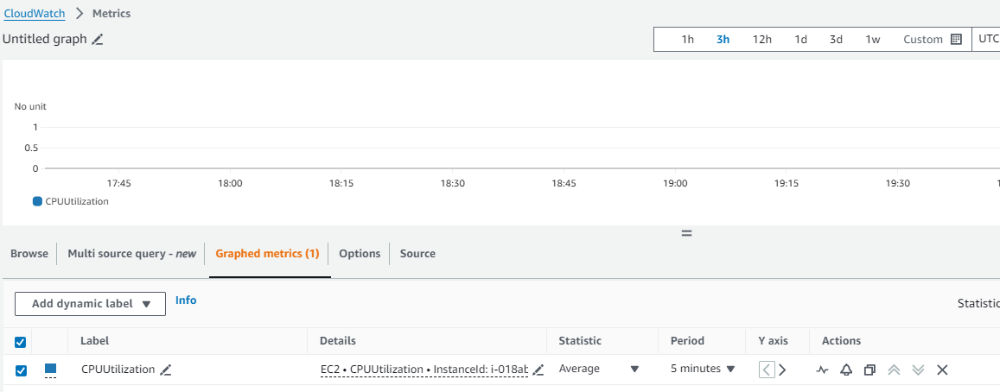 CloudWatch > Metrics
Untitled graph
1h 3h 12h 1d 3d 1w Custom UTC
No unit
1
0.5
0
17:45 18:00 18:15 18:30 18:45 19:00 19:15 19:30
CPUUtilization
Browse Multi source query - new Graphed metrics (1) Options Source
Add dynamic label Info
Label Details Statistic Period Y axis Actions
CPUUtilization EC2 • CPUUtilization • InstanceId: i-018ab Average 5 minutes